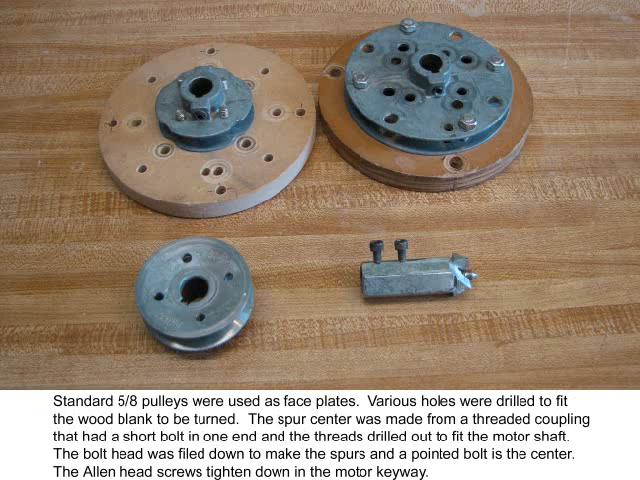 Standard 5/8 pulleys were used as face plates.  Various holes were drilled to fit
the wood blank to be turned.  The spur center was made from a threaded coupling
that had a short bolt in one end and the threads drilled out to fit the motor shaft.
The bolt head was filed down to make the spurs and a pointed bolt is the center.
The Allen head screws tighten down in the motor keyway.